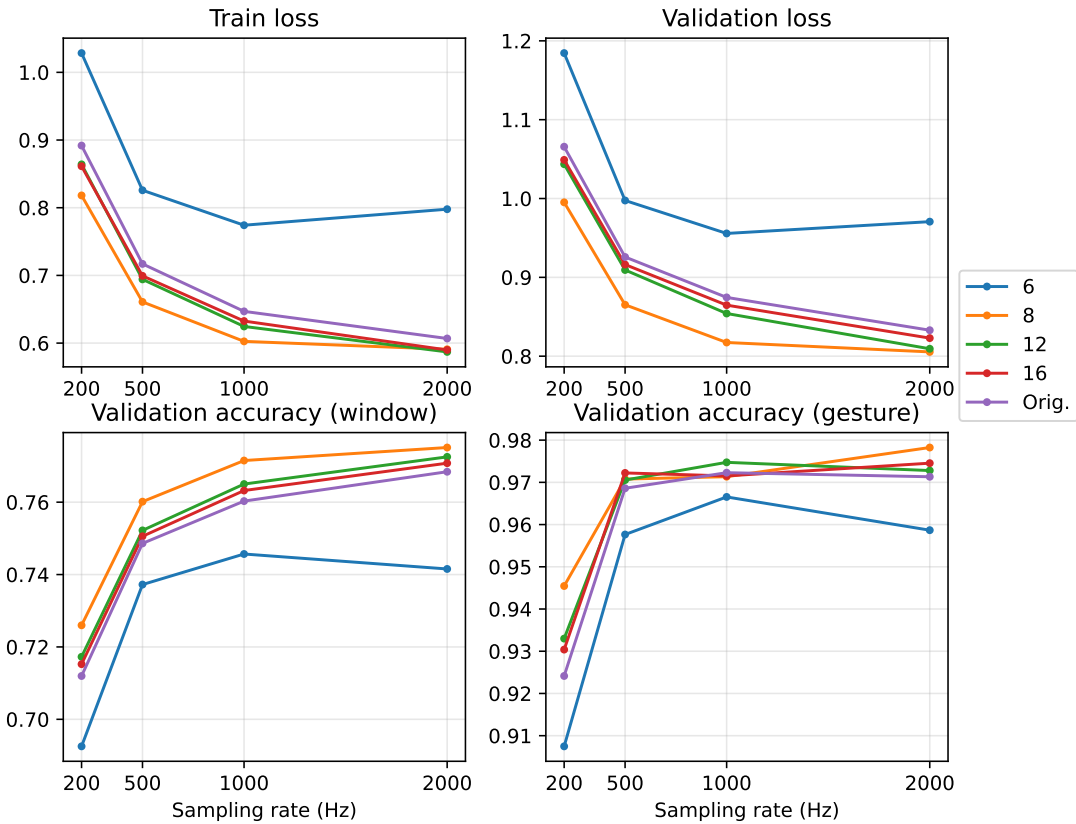 Train loss
Validation loss
1.0
0.9
0.8
0.7
0.6
200 500 1000 2000
1.2
1.1
1.0
0.9
0.8
200 500 1000 2000
6
8
12
16
Orig.
Validation accuracy (window)
Validation accuracy (gesture)
0.76
0.74
0.72
0.70
200 500 1000 2000
Sampling rate (Hz)
0.98
0.97
0.96
0.95
0.94
0.93
0.92
0.91
200 500 1000 2000
Sampling rate (Hz)